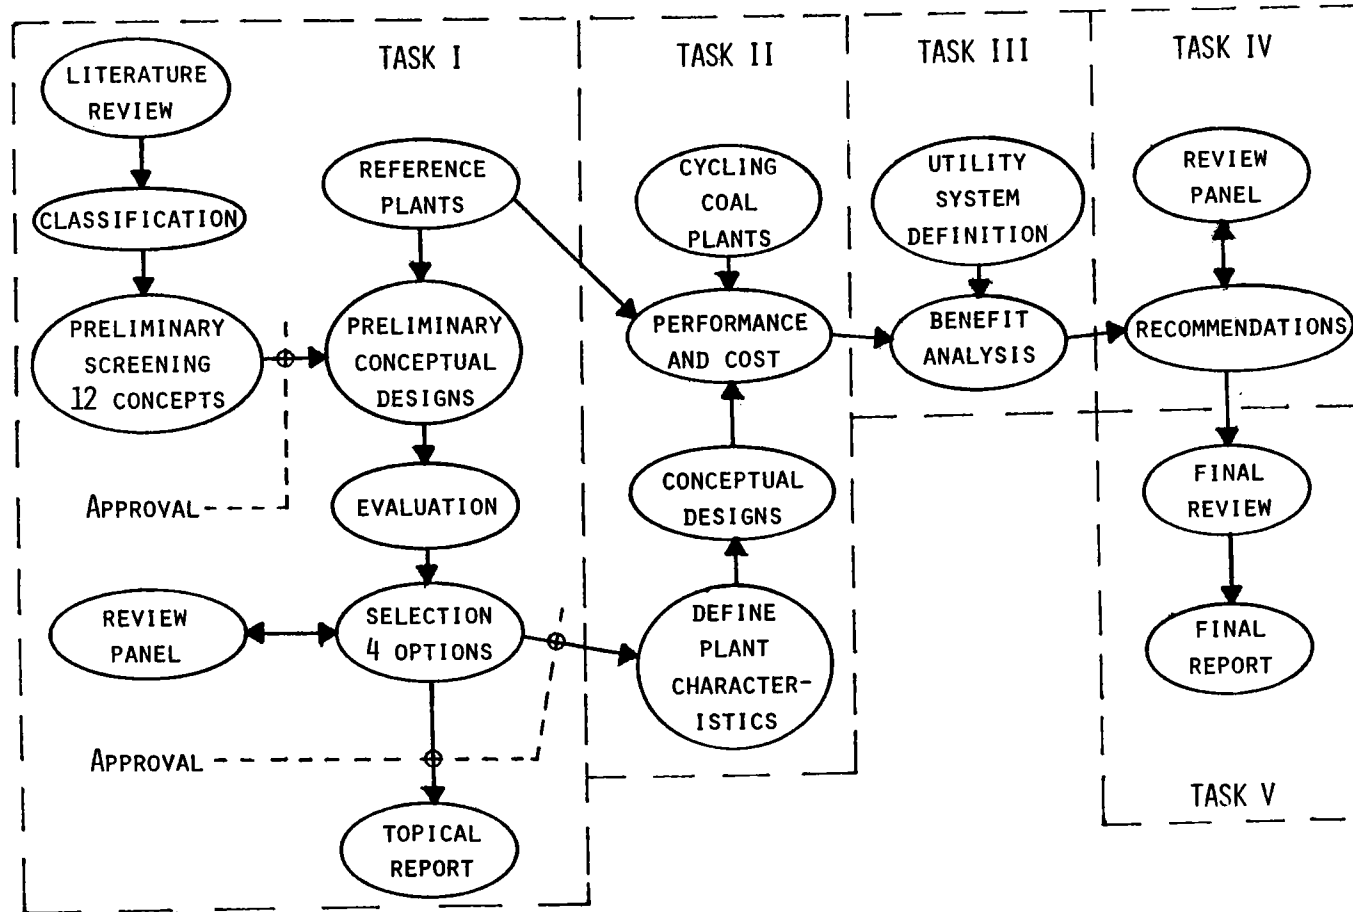 TASK I
LITERATURE
REVIEW
CLASSIFICATION
PRELIMINARY
SCREENING
12 CONCEPTS
APPROVAL
REFERENCE
PLANTS
PRELIMINARY
CONCEPTUAL
DESIGNS
EVALUATION
SELECTION
4 OPTIONS
REVIEW
PANEL
APPROVAL
TOPICAL
REPORT
TASK II
CYCLING
COAL
PLANTS
PERFORMANCE
AND COST
CONCEPTUAL
DESIGNS
DEFINE
PLANT
CHARACTER-
ISTICS
TASK III
UTILITY
SYSTEM
DEFINITION
BENEFIT
ANALYSIS
TASK IV
REVIEW
PANEL
RECOMMENDATIONS
FINAL
REVIEW
FINAL
REPORT
TASK V